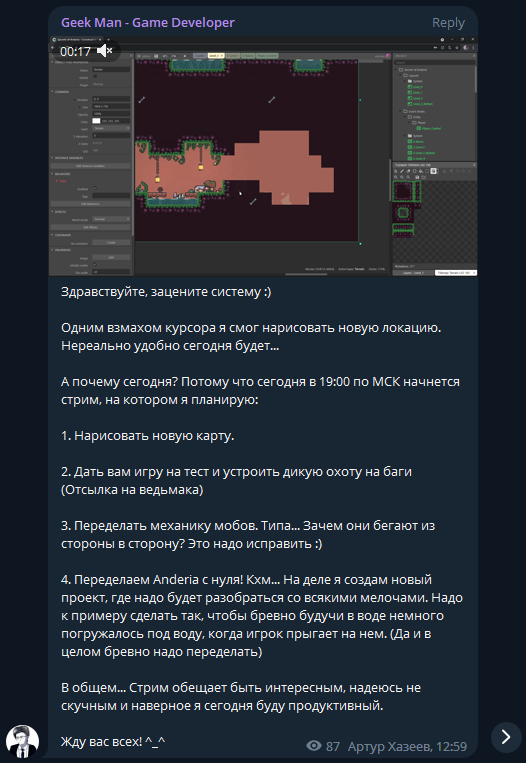 Geek Man - Game Developer
Reply
00:17
Здравствуйте, зацените систему :)
Одним взмахом курсора я смог нарисовать новую локацию.
Нереально удобно сегодня будет...
А почему сегодня? Потому что сегодня в 19:00 по МСК начнется
стрим, на котором я планирую:
1. Нарисовать новую карту.
2. Дать вам игру на тест и устроить дикую охоту на баги
(Отсылка на ведьмака)
3. Переделать механику мобов. Типа... Зачем они бегают из
стороны в сторону? Это надо исправить :)
4. Переделаем Anderia с нуля! Кхм... На деле я создам новый
проект, где надо будет разобраться со всякими мелочами. Надо
к примеру сделать так, чтобы бревно будучи в воде немного
погружалось под воду, когда игрок прыгает на нем. (Да и в
целом бревно надо переделать)
В общем... Стрим обещает быть интересным, надеюсь не
скучным и наверное я сегодня буду продуктивный.
Жду вас всех! ^_^
87 Артур Хазеев, 12:59